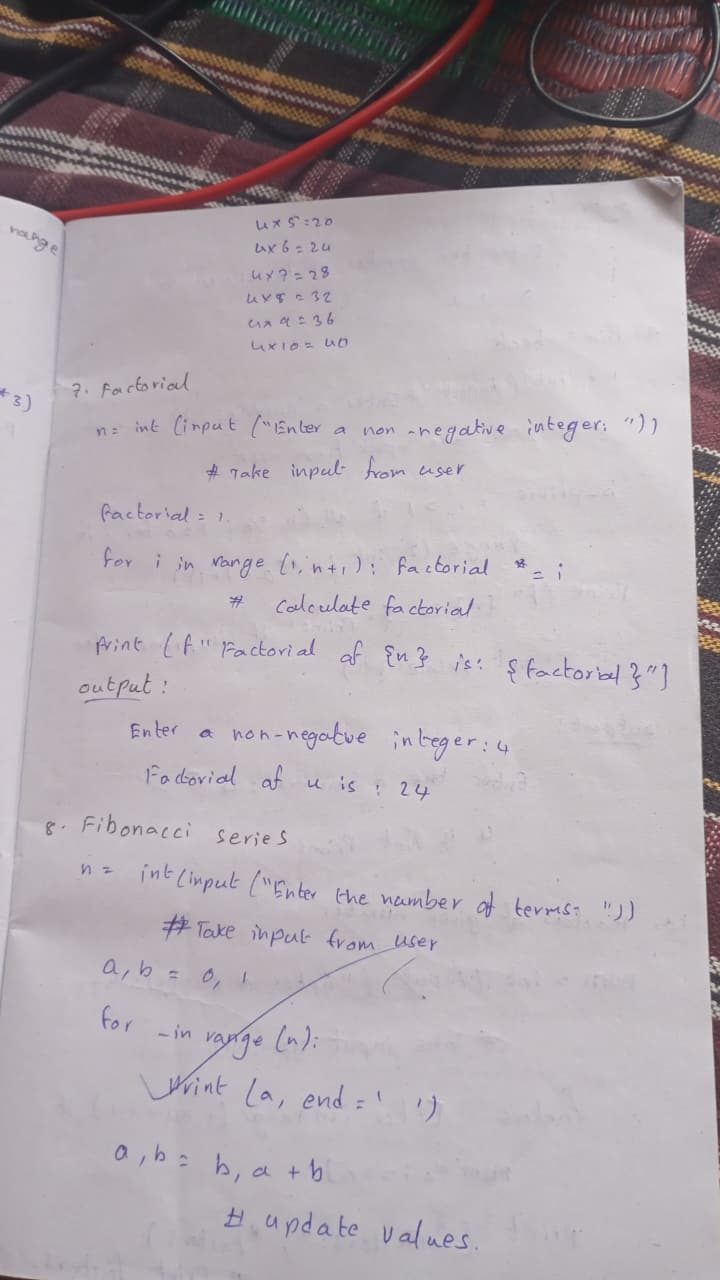 range
*3)
4x5=20
4x6=24
4x7=28
4x8=32
4x9=36
4x10=40
7. Factorial
n= int (input ("Enter a non-negative integer: "))
# Take input from user
factorial = 1
for i in range (1, n+1): factorial *= i
# calculate factorial
Print (f" Factorial of {n} is: {factorial}")
output:
Enter a non-negatve integer: 4
Factorial of 4 is : 24
8. Fibonacci series
n= int(input ("Enter the number of terms: "))
# Take input from user
a, b = 0, 1
for _in range (n):
Print (a, end = ' ')
a, b = b, a + b
# update values.